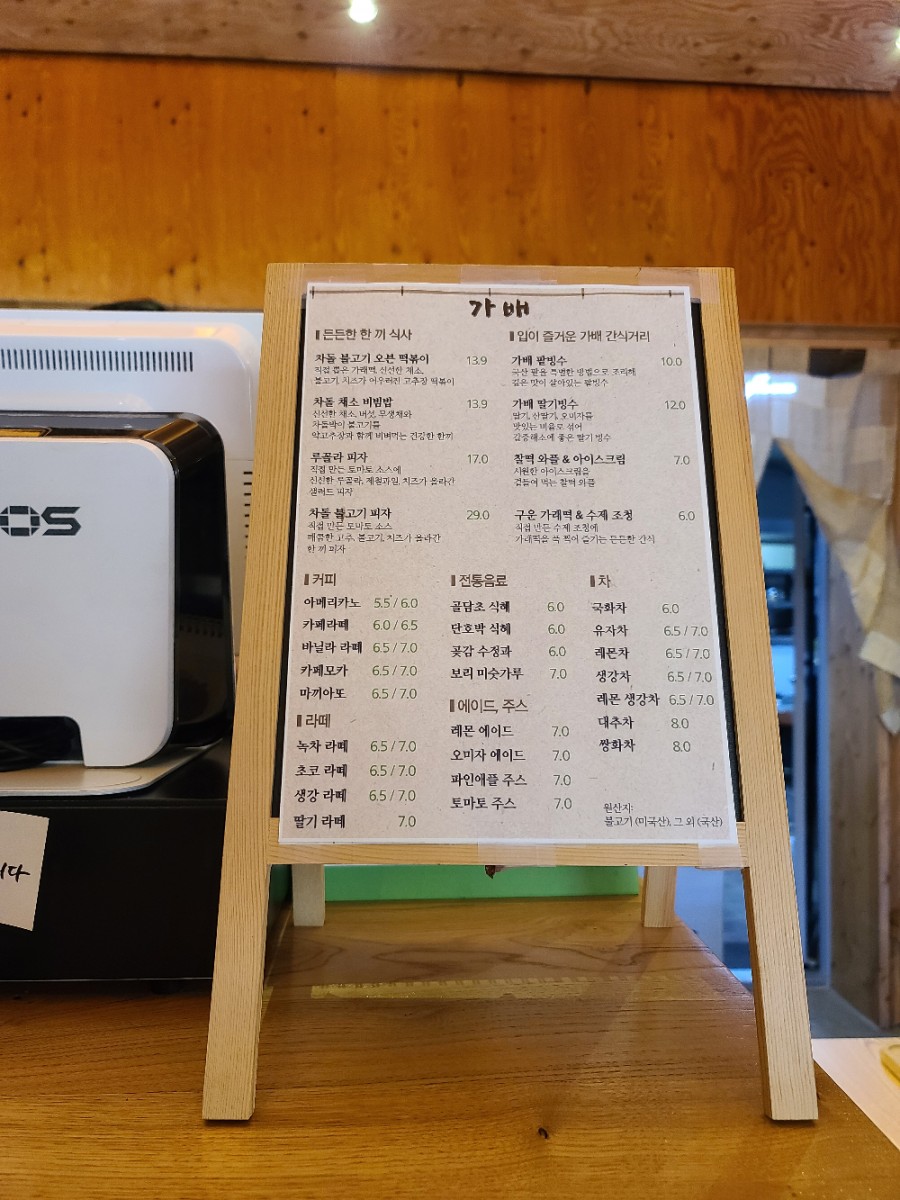 가배
든든한 한 끼 식사
차돌 불고기 오븐 떡볶이 13.9
직접 뽑은 가래떡, 신선한 채소,
불고기, 치즈가 어우러진 고추장 떡볶이
차돌 채소 비빔밥 13.9
신선한 채소, 버섯, 무생채와
차돌박이 불고기를
약고추장과 함께 비벼먹는 건강한 한끼
루꼴라 피자 17.0
직접 만든 토마토 소스에
신선한 루꼴라, 제철과일, 치즈가 올라간
샐러드 피자
차돌 불고기 피자 29.0
직접 만든 토마토 소스
매콤한 고추, 불고기, 치즈가 올라간
한 끼 피자
입이 즐거운 가배 간식거리
가배 팥빙수 10.0
국산 팥을 특별한 방법으로 조리해
깊은 맛이 살아있는 팥빙수
가배 딸기빙수 12.0
딸기, 산딸기, 오미자를
맛있는 비율로 섞어
갈증해소에 좋은 딸기 빙수
찰떡 와플 & 아이스크림 7.0
시원한 아이스크림을
곁들여 먹는 찰떡 와플
구운 가래떡 & 수제 조청 6.0
직접 만든 수제 조청에
가래떡을 푹 찍어 즐기는 든든한 간식
커피
아메리카노 5.5 / 6.0
카페라떼 6.0 / 6.5
바닐라 라떼 6.5 / 7.0
카페모카 6.5 / 7.0
마끼아또 6.5 / 7.0
라떼
녹차 라떼 6.5 / 7.0
초코 라떼 6.5 / 7.0
생강 라떼 6.5 / 7.0
딸기 라떼 7.0
전통음료
골담초 식혜 6.0
단호박 식혜 6.0
곶감 수정과 6.0
보리 미숫가루 7.0
에이드, 주스
레몬 에이드 7.0
오미자 에이드 7.0
파인애플 주스 7.0
토마토 주스 7.0
차
국화차 6.0
유자차 6.5 / 7.0
레몬차 6.5 / 7.0
생강차 6.5 / 7.0
레몬 생강차 6.5 / 7.0
대추차 8.0
쌍화차 8.0
원산지:
불고기 (미국산), 그 외 (국산)
OS
니다